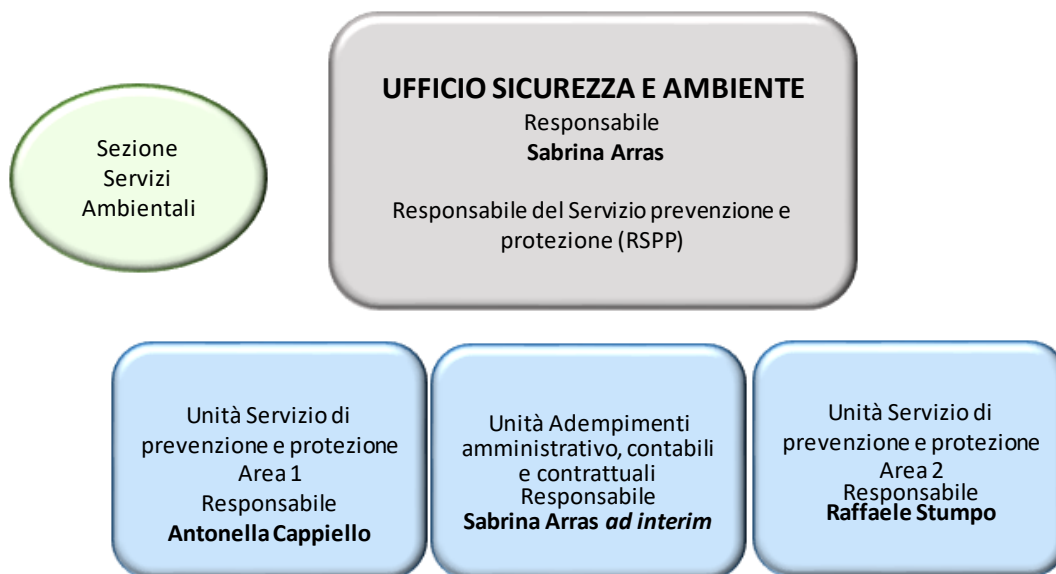 Sezione
Servizi
Ambientali
UFFICIO SICUREZZA E AMBIENTE
Responsabile
Sabrina Arras
Responsabile del Servizio prevenzione e
protezione (RSPP)
Unità Servizio di
prevenzione e protezione
Area 1
Responsabile
Antonella Cappiello
Unità Adempimenti
amministrativo, contabili
e contrattuali
Responsabile
Sabrina Arras ad interim
Unità Servizio di
prevenzione e protezione
Area 2
Responsabile
Raffaele Stumpo